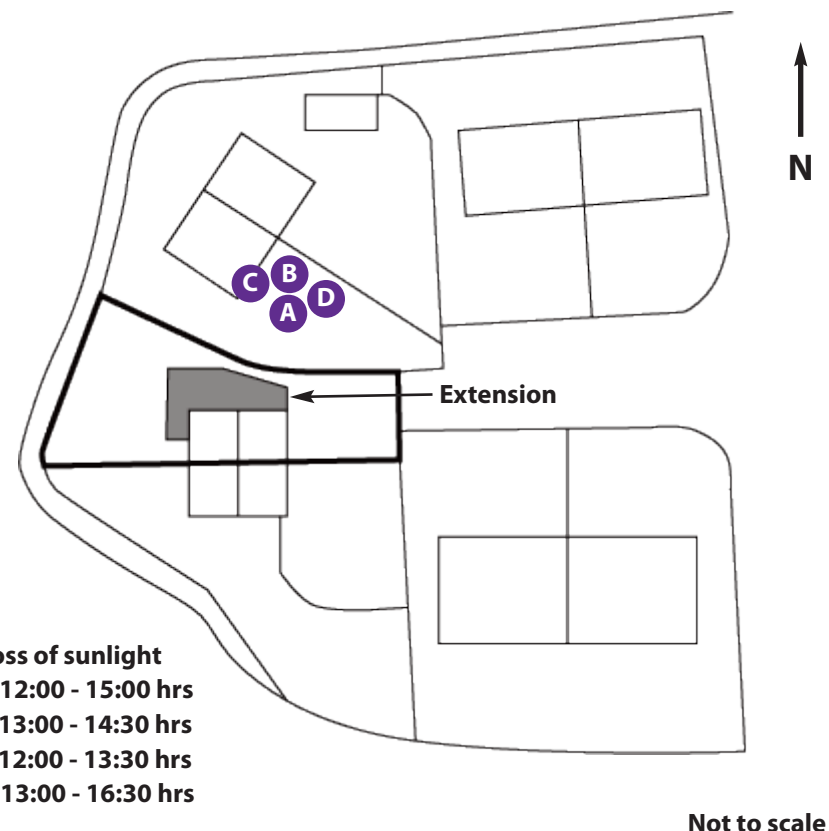 N
B
C
D
A
Extension
oss of sunlight
12:00 - 15:00 hrs
13:00 - 14:30 hrs
12:00 - 13:30 hrs
13:00 - 16:30 hrs
Not to scale